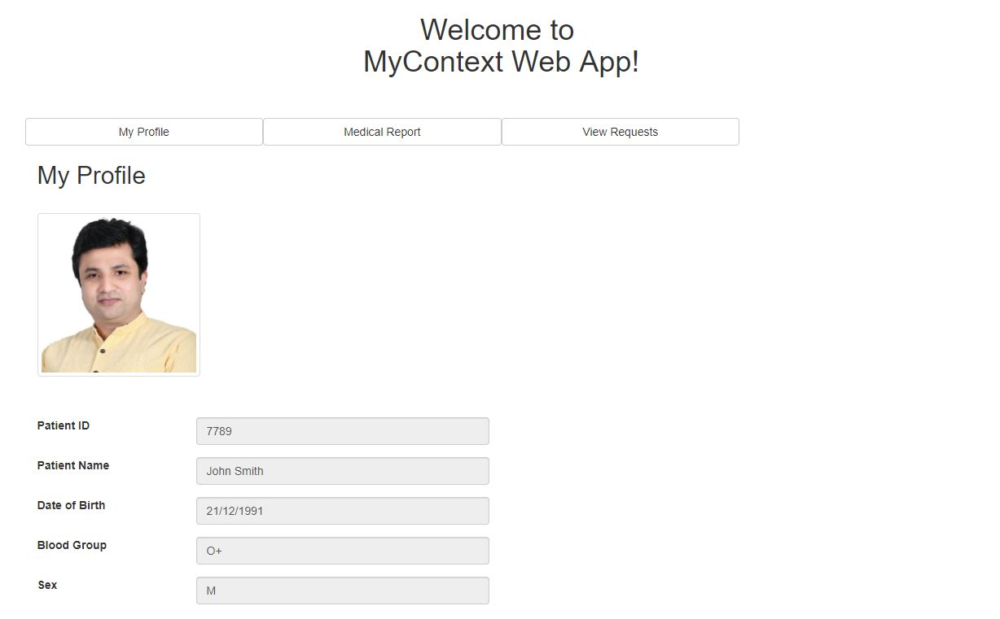 Welcome to
MyContext Web App!
My Profile
Medical Report
View Requests
My Profile
Patient ID
7789
Patient Name
John Smith
Date of Birth
21/12/1991
Blood Group
O+
Sex
M